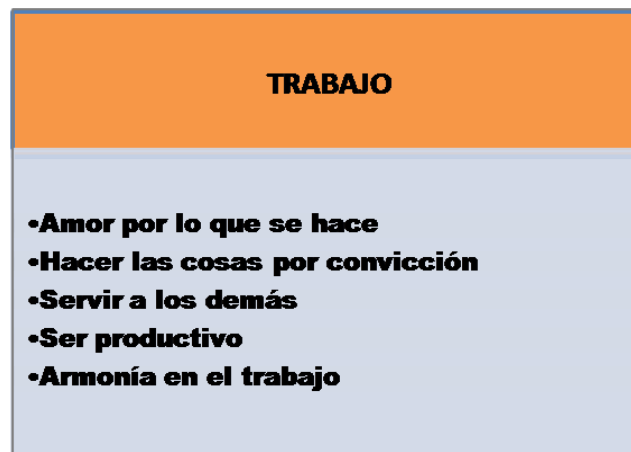 TRABAJO
•Amor por lo que se hace
•Hacer las cosas por convicción
•Servir a los demás
•Ser productivo
•Armonía en el trabajo